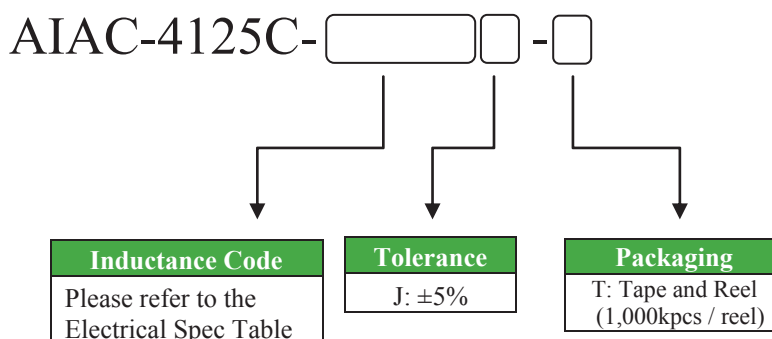 AIAC-4125C- -
Inductance Code
Please refer to the
Electrical Spec Table
Tolerance
J: ±5%
Packaging
T: Tape and Reel
(1,000kpcs / reel)